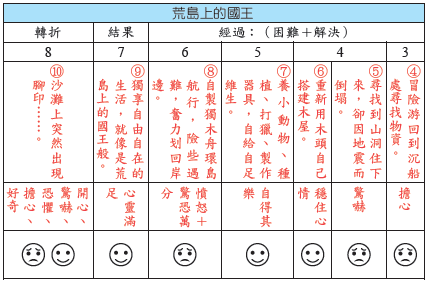 荒島上的國王
經過：（困難＋解決）
結果
轉折
3
4
5
6
7
8
④冒險游回到沉船
處尋找物資。
⑤尋找到山洞住下
來，卻因地震而
倒塌。
⑥重新用木頭自己
搭建木屋。
⑦養小動物、種
植、打獵、製作
器具，自給自足
維生。
⑧自製獨木舟環島
航行，險些遇
難，奮力划回岸
邊。
⑨獨享自由自在的
生活，就像是荒
島上的國王般。
⑩沙灘上突然出現
腳印……。
擔心
驚嚇
穩住心
情
自得其
樂
憤怒＋
驚恐萬
分
心靈滿
足
開心、
驚嚇、
恐懼、
擔心、
好奇